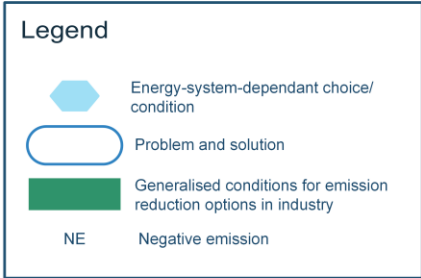 Legend
Energy-system-dependant choice/
condition
Problem and solution
Generalised conditions for emission
reduction options in industry
NE Negative emission